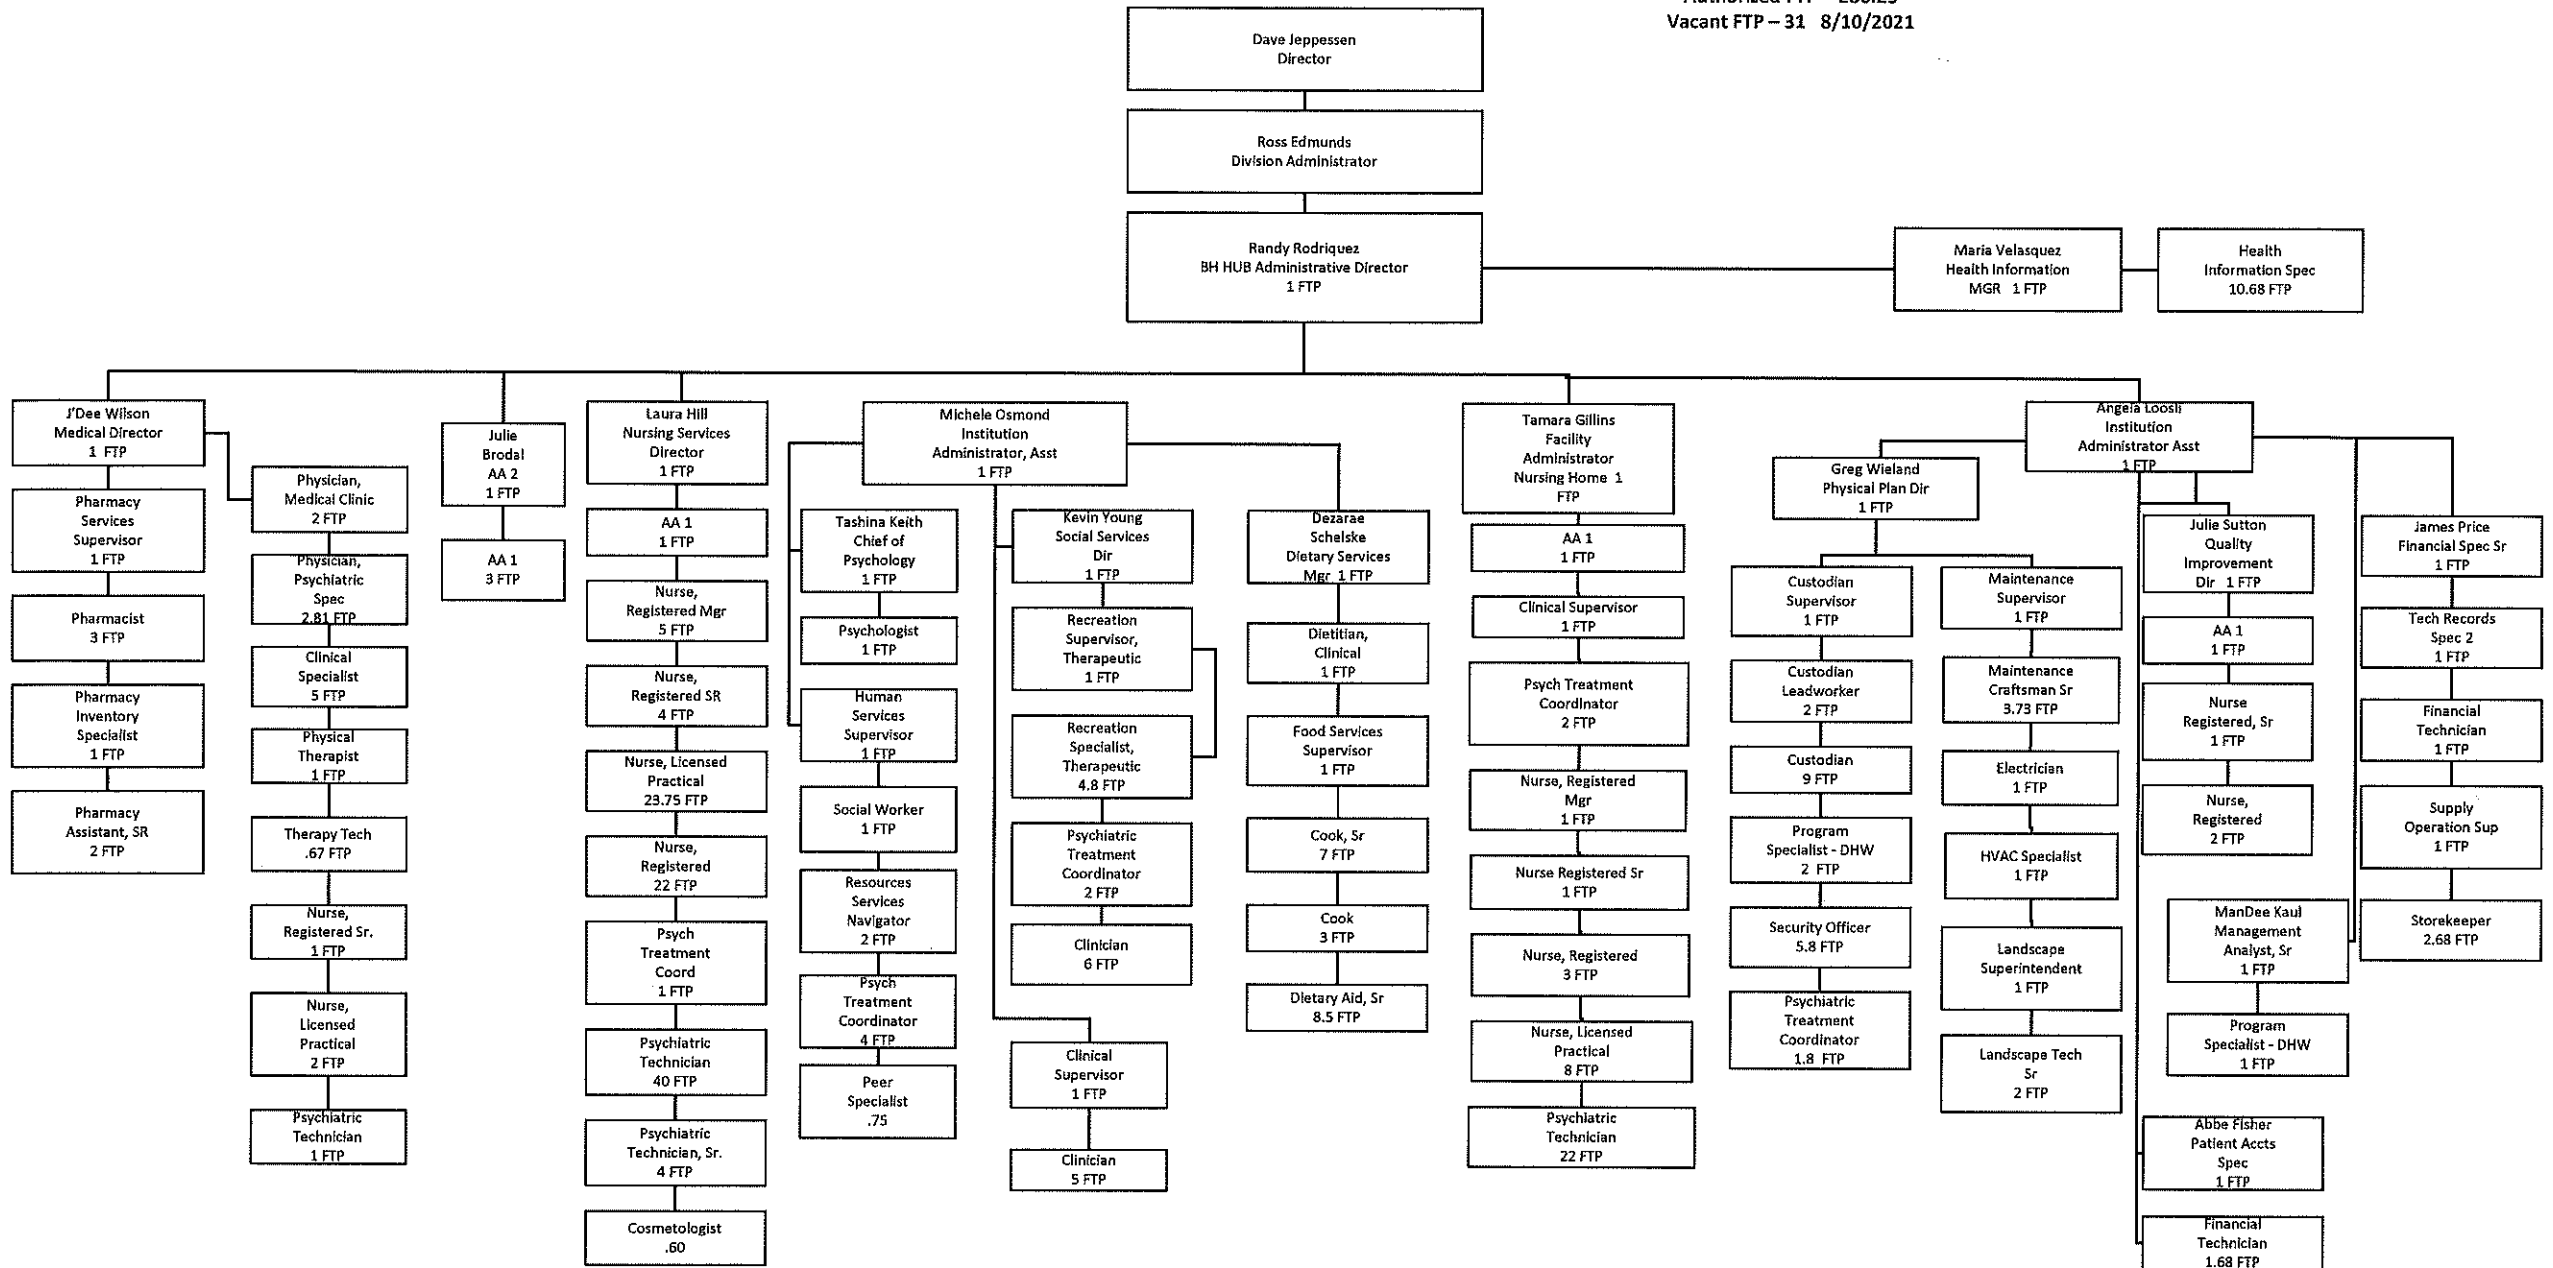 Vacant FTP – 31 8/10/2021
Dave Jeppessen
Director
Ross Edmunds
Division Administrator
Randy Rodriquez
BH HUB Administrative Director
1 FTP
Maria Velasquez
Health Information
MGR 1 FTP
Health
Information Spec
10.68 FTP
J'Dee Wilson
Medical Director
1 FTP
Pharmacy
Services
Supervisor
1 FTP
Pharmacist
3 FTP
Pharmacy
Inventory
Specialist
1 FTP
Pharmacy
Assistant, SR
2 FTP
Physician,
Medical Clinic
2 FTP
Physician,
Psychiatric
Spec
2.81 FTP
Clinical
Specialist
5 FTP
Physical
Therapist
1 FTP
Therapy Tech
.67 FTP
Nurse,
Registered Sr.
1 FTP
Nurse,
Licensed
Practical
2 FTP
Psychiatric
Technician
1 FTP
Julie
Brodal
AA 2
1 FTP
AA 1
3 FTP
Laura Hill
Nursing Services
Director
1 FTP
AA 1
1 FTP
Nurse,
Registered Mgr
5 FTP
Nurse,
Registered SR
4 FTP
Nurse, Licensed
Practical
23.75 FTP
Nurse,
Registered
22 FTP
Psych
Treatment
Coord
1 FTP
Psychiatric
Technician
40 FTP
Psychiatric
Technician, Sr.
4 FTP
Cosmetologist
.60
Michele Osmond
Institution
Administrator, Asst
1 FTP
Tashina Keith
Chief of
Psychology
1 FTP
Psychologist
1 FTP
Human
Services
Supervisor
1 FTP
Social Worker
1 FTP
Resources
Services
Navigator
2 FTP
Psych
Treatment
Coordinator
4 FTP
Peer
Specialist
.75
Kevin Young
Social Services
Dir
1 FTP
Recreation
Supervisor,
Therapeutic
1 FTP
Recreation
Specialist,
Therapeutic
4.8 FTP
Psychiatric
Treatment
Coordinator
2 FTP
Clinician
6 FTP
Clinical
Supervisor
1 FTP
Clinician
5 FTP
Dezarae
Schelske
Dietary Services
Mgr 1 FTP
Dietitian,
Clinical
1 FTP
Food Services
Supervisor
1 FTP
Cook, Sr
7 FTP
Cook
3 FTP
Dietary Aid, Sr
8.5 FTP
Tamara Gillins
Facility
Administrator
Nursing Home 1
FTP
AA 1
1 FTP
Clinical Supervisor
1 FTP
Psych Treatment
Coordinator
2 FTP
Nurse, Registered
Mgr
1 FTP
Nurse Registered Sr
1 FTP
Nurse, Registered
3 FTP
Nurse, Licensed
Practical
8 FTP
Psychiatric
Technician
22 FTP
Angela Loosli
Institution
Administrator Asst
1 FTP
Greg Wieland
Physical Plan Dir
1 FTP
Custodian
Supervisor
1 FTP
Custodian
Leadworker
2 FTP
Custodian
9 FTP
Program
Specialist - DHW
2 FTP
Security Officer
5.8 FTP
Psychiatric
Treatment
Coordinator
1.8 FTP
Maintenance
Supervisor
1 FTP
Maintenance
Craftsman Sr
3.73 FTP
Electrician
1 FTP
HVAC Specialist
1 FTP
Landscape
Superintendent
1 FTP
Landscape Tech
Sr
2 FTP
Julie Sutton
Quality
Improvement
Dir 1 FTP
AA 1
1 FTP
Nurse
Registered, Sr
1 FTP
Nurse,
Registered
2 FTP
ManDee Kaul
Management
Analyst, Sr
1 FTP
Program
Specialist - DHW
1 FTP
Abbe Fisher
Patient Accts
Spec
1 FTP
Financial
Technician
1.68 FTP
James Price
Financial Spec Sr
1 FTP
Tech Records
Spec 2
1 FTP
Financial
Technician
1 FTP
Supply
Operation Sup
1 FTP
Storekeeper
2.68 FTP